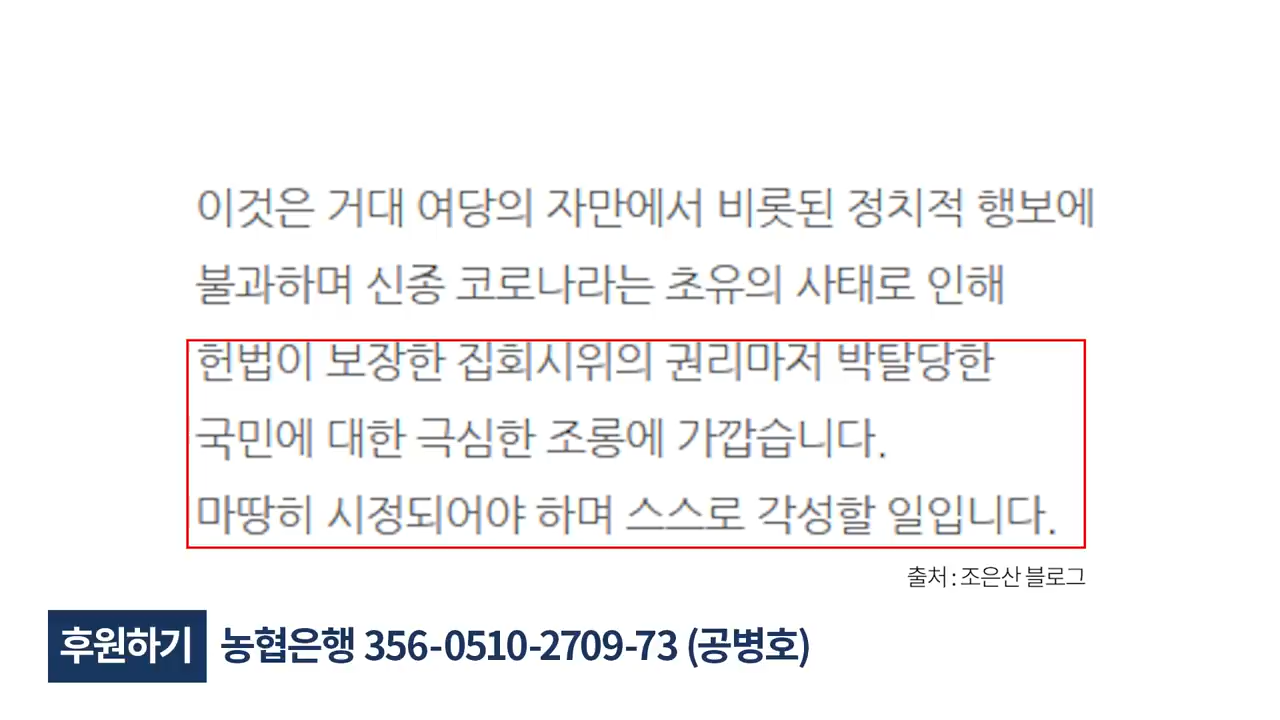 이것은 거대 여당의 자만에서 비롯된 정치적 행보에
불과하며 신종 코로나라는 초유의 사태로 인해
헌법이 보장한 집회시위의 권리마저 박탈당한
국민에 대한 극심한 조롱에 가깝습니다.
마땅히 시정되어야 하며 스스로 각성할 일입니다.
출처 : 조은산 블로그
후원하기 농협은행 356-0510-2709-73 (공병호)